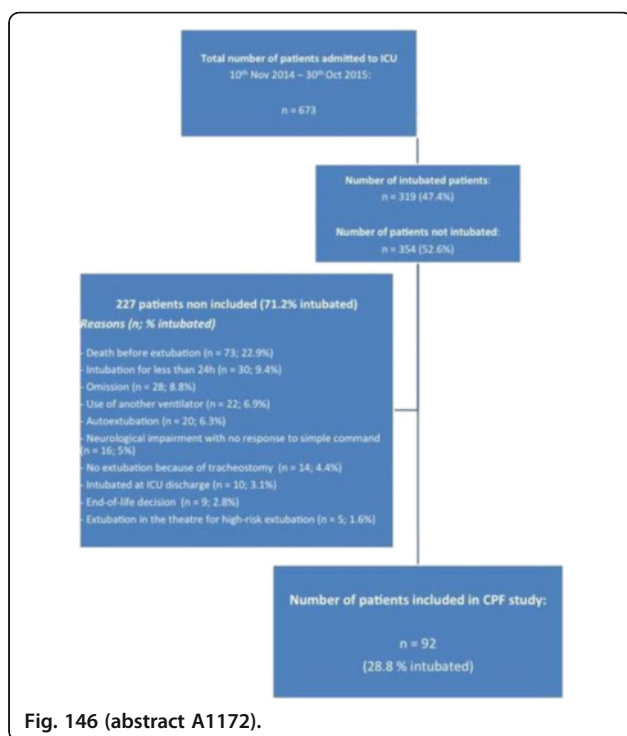 Total number of patients admitted to ICU
10th Nov 2014 – 30th Oct 2015:
n = 673
Number of intubated patients:
n = 319 (47.4%)
Number of patients not intubated:
n = 354 (52.6%)
227 patients non included (71.2% intubated)
Reasons (n; % intubated)
- Death before extubation (n = 73; 22.9%)
- Intubation for less than 24h (n = 30; 9.4%)
- Omission (n = 28; 8.8%)
- Use of another ventilator (n = 22; 6.9%)
- Autoextubation (n = 20; 6.3%)
- Neurological impairment with no response to simple command
(n = 16; 5%)
- No extubation because of tracheostomy (n = 14; 4.4%)
- Intubated at ICU discharge (n = 10; 3.1%)
- End-of-life decision (n = 9; 2.8%)
- Extubation in the theatre for high-risk extubation (n = 5; 1.6%)
Number of patients included in CPF study:
n = 92
(28.8 % intubated)
Fig. 146 (abstract A1172).